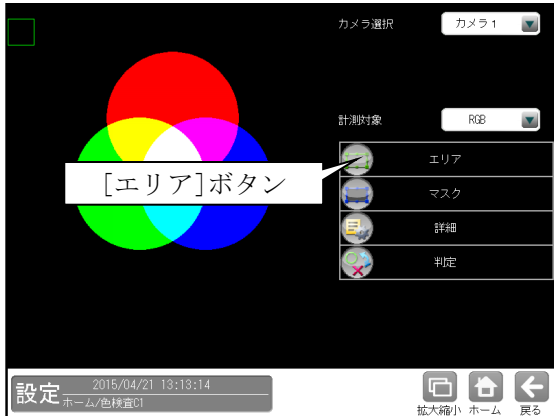 カメラ選択
カメラ1
計測対象
RGB
[エリア]ボタン
エリア
マスク
詳細
判定
設定
2015/04/21 13:13:14
ホーム/色検査C1
拡大縮小
ホーム
戻る